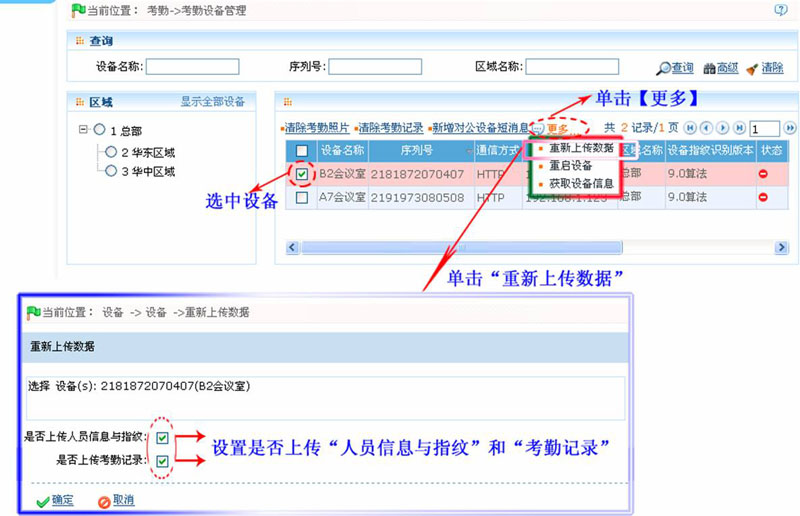 当前位置： 考勤->考勤设备管理
查询
设备名称: 序列号: 区域名称: 查询 高级 清除
区域 显示全部设备
单击【更多】
清除考勤照片 清除考勤记录 新增对公设备短消息 更多 共 2 记录/1 页 1
1 总部
2 华东区域
3 华中区域
设备名称 序列号 通信方式 区域名称 设备指纹识别版本 状态
B2会议室 2181872070407 HTTP 总部 9.0算法
A7会议室 2191973080508 HTTP 192.168.1.125 总部 9.0算法
重新上传数据
重启设备
获取设备信息
选中设备
单击“重新上传数据”
当前位置： 设备 -> 设备 ->重新上传数据
重新上传数据
选择 设备(s): 2181872070407(B2会议室)
是否上传人员信息与指纹:
是否上传考勤记录:
设置是否上传“人员信息与指纹”和“考勤记录”
确定 取消